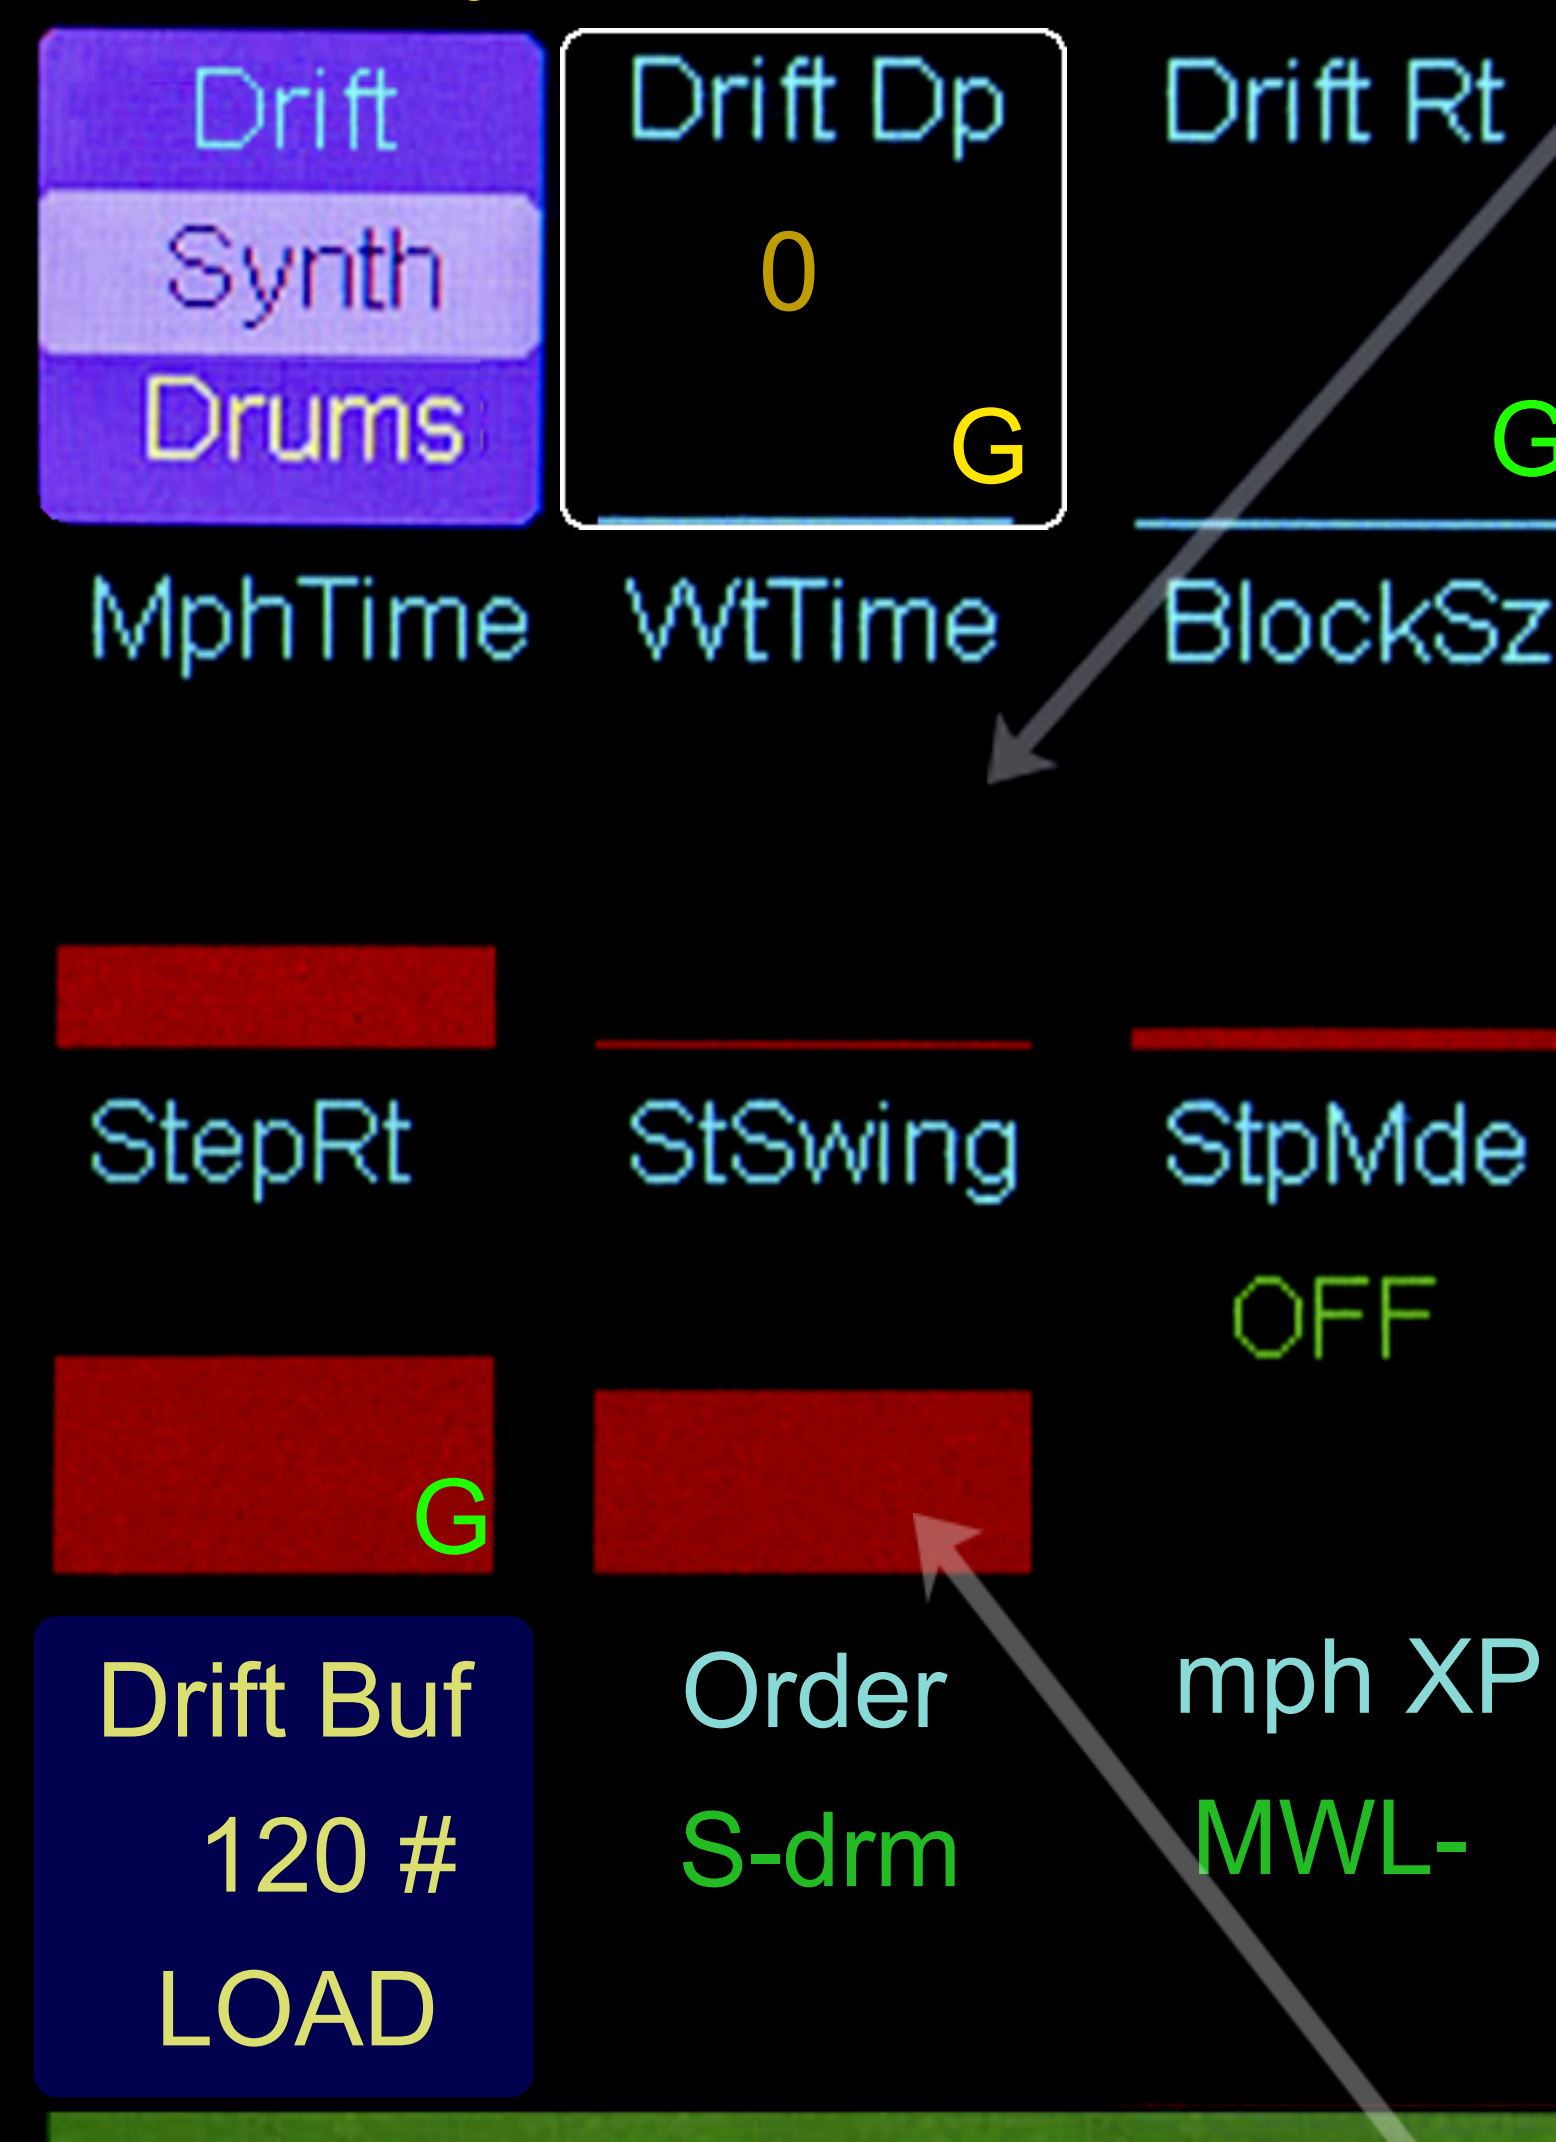 Drift
Synth
Drums
Drift Dp
0
G
Drift Rt
G
MphTime
WtTime
BlockSz
StepRt
G
StSwing
StpMde
OFF
Drift Buf
120 #
LOAD
Order
S-drm
mph XP
MWL-